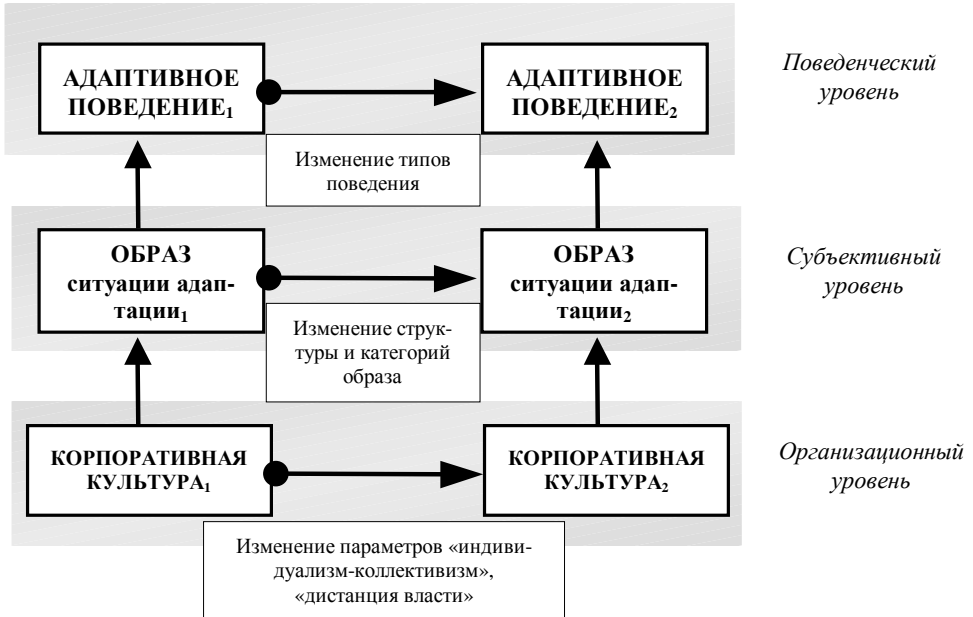 АДАПТИВНОЕ
ПОВЕДЕНИЕ₁
АДАПТИВНОЕ
ПОВЕДЕНИЕ₂
Поведенческий
уровень
Изменение типов
поведения
ОБРАЗ
ситуации адап-
тации₁
ОБРАЗ
ситуации адап-
тации₂
Субъективный
уровень
Изменение струк-
туры и категорий
образа
КОРПОРАТИВНАЯ
КУЛЬТУРА₁
КОРПОРАТИВНАЯ
КУЛЬТУРА₂
Организационный
уровень
Изменение параметров «индиви-
дуализм-коллективизм»,
«дистанция власти»